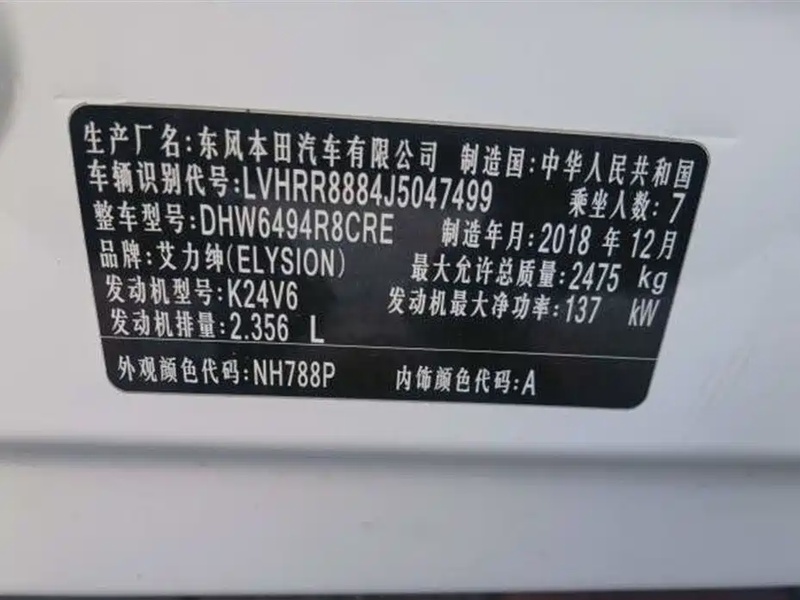 生产厂名:东风本田汽车有限公司 制造国:中华人民共和国
车辆识别代号:LVHRR8884J5047499 乘坐人数:7
整车型号:DHW6494R8CRE 制造年月:2018 年 12月
品牌:艾力绅(ELYSION) 最大允许总质量:2475 kg
发动机型号:K24V6 发动机最大净功率:137 kW
发动机排量:2.356 L
外观颜色代码:NH788P 内饰颜色代码:A